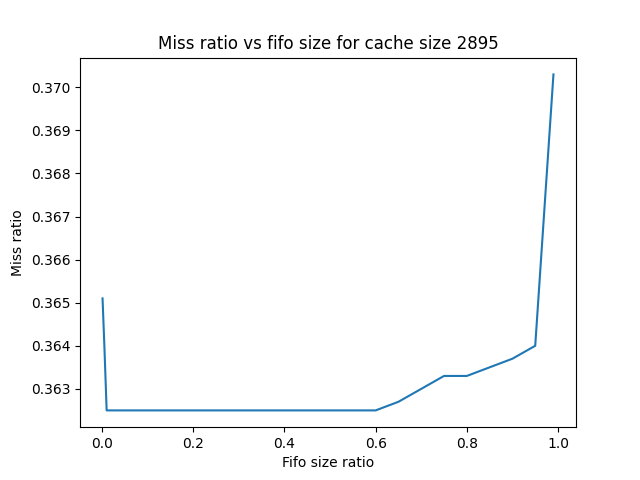 Miss ratio vs fifo size for cache size 2895
0.370
0.369
0.368
0.367
0.366
0.365
0.364
0.363
Miss ratio
0.0 0.2 0.4 0.6 0.8 1.0
Fifo size ratio